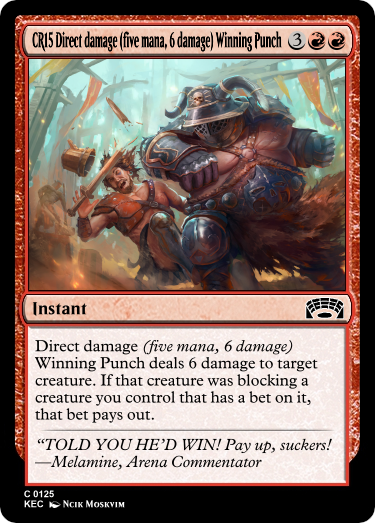 CR15 Direct damage (five mana, 6 damage) Winning Punch 3
Instant
Direct damage (five mana, 6 damage)
Winning Punch deals 6 damage to target
creature. If that creature was blocking a
creature you control that has a bet on it,
that bet pays out.
“TOLD YOU HE’D WIN! Pay up, suckers!
—Melamine, Arena Commentator
C 0125
KEC Ncik Moskvim